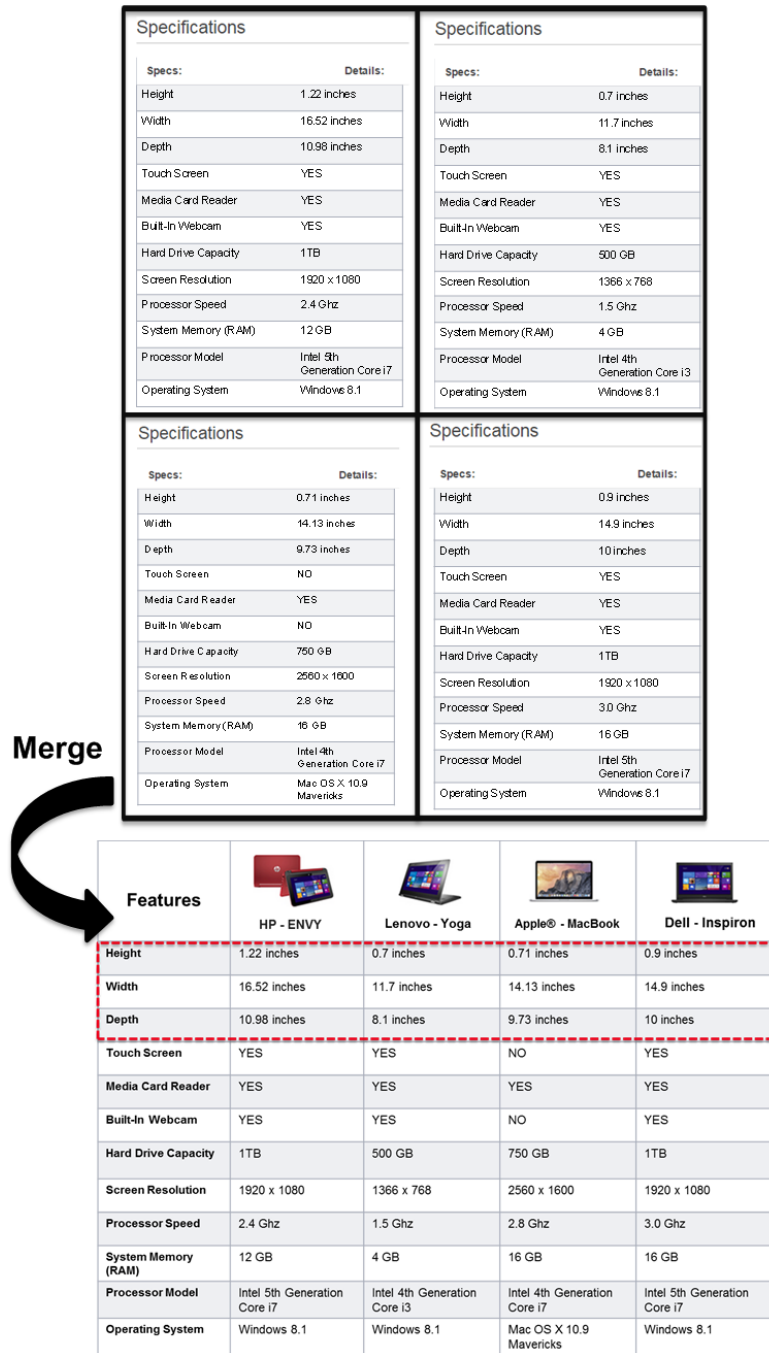 Specifications
Specs: Details:
Height 1.22 inches
Width 16.52 inches
Depth 10.98 inches
Touch Screen YES
Media Card Reader YES
Built-In Webcam YES
Hard Drive Capacity 1TB
Screen Resolution 1920 x 1080
Processor Speed 2.4 Ghz
System Memory (RAM) 12 GB
Processor Model Intel 5th
Generation Core i7
Operating System Windows 8.1
Specifications
Specs: Details:
Height 0.7 inches
Width 11.7 inches
Depth 8.1 inches
Touch Screen YES
Media Card Reader YES
Built-In Webcam YES
Hard Drive Capacity 500 GB
Screen Resolution 1366 x 768
Processor Speed 1.5 Ghz
System Memory (RAM) 4 GB
Processor Model Intel 4th
Generation Core i3
Operating System Windows 8.1
Specifications
Specs: Details:
Height 0.71 inches
Width 14.13 inches
Depth 9.73 inches
Touch Screen NO
Media Card Reader YES
Built-In Webcam NO
Hard Drive Capacity 750 GB
Screen Resolution 2560 x 1600
Processor Speed 2.8 Ghz
System Memory (RAM) 16 GB
Processor Model Intel 4th
Generation Core i7
Operating System Mac OS X 10.9
Mavericks
Specifications
Specs: Details:
Height 0.9 inches
Width 14.9 inches
Depth 10 inches
Touch Screen YES
Media Card Reader YES
Built-In Webcam YES
Hard Drive Capacity 1TB
Screen Resolution 1920 x 1080
Processor Speed 3.0 Ghz
System Memory (RAM) 16 GB
Processor Model Intel 5th
Generation Core i7
Operating System Windows 8.1
Merge
Features HP - ENVY Lenovo - Yoga Apple® - MacBook Dell - Inspiron
Height 1.22 inches 0.7 inches 0.71 inches 0.9 inches
Width 16.52 inches 11.7 inches 14.13 inches 14.9 inches
Depth 10.98 inches 8.1 inches 9.73 inches 10 inches
Touch Screen YES YES NO YES
Media Card Reader YES YES YES YES
Built-In Webcam YES YES NO YES
Hard Drive Capacity 1TB 500 GB 750 GB 1TB
Screen Resolution 1920 x 1080 1366 x 768 2560 x 1600 1920 x 1080
Processor Speed 2.4 Ghz 1.5 Ghz 2.8 Ghz 3.0 Ghz
System Memory 12 GB 4 GB 16 GB 16 GB
(RAM)
Processor Model Intel 5th Generation Intel 4th Generation Intel 4th Generation Intel 5th Generation
Core i7 Core i3 Core i7 Core i7
Operating System Windows 8.1 Windows 8.1 Mac OS X 10.9 Windows 8.1
Mavericks